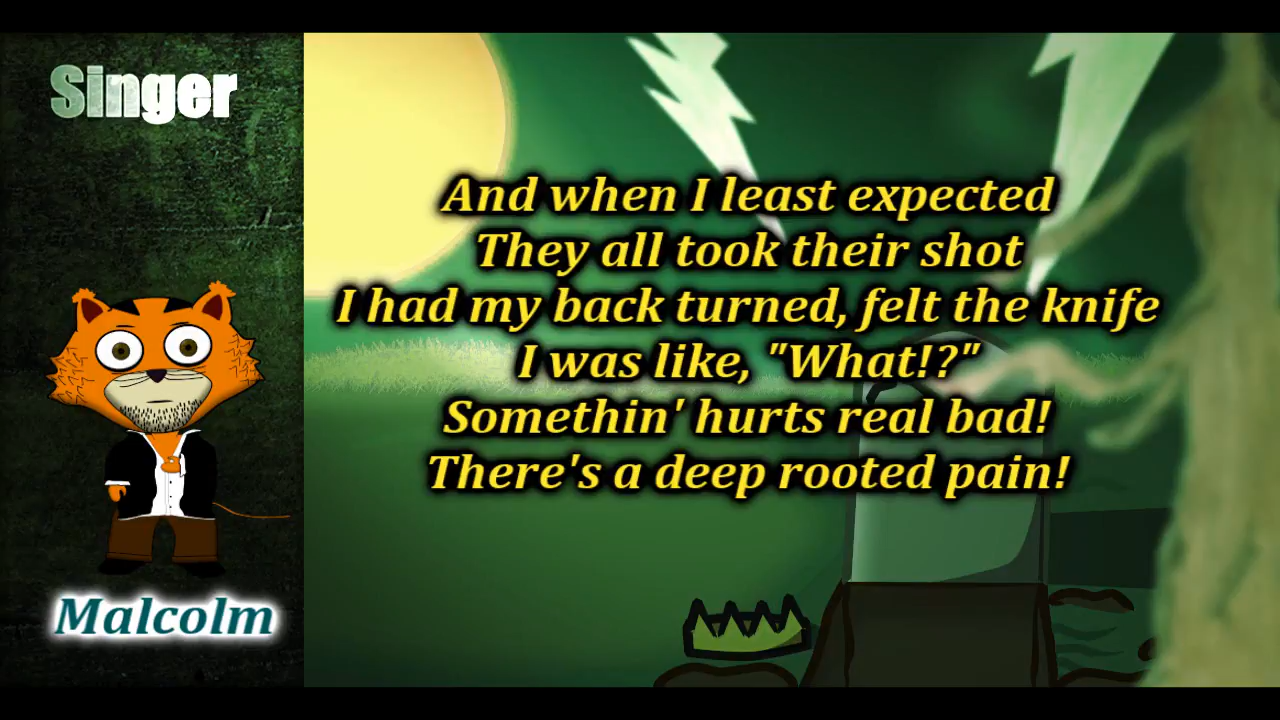 Singer
And when I least expected
They all took their shot
I had my back turned, felt the knife
I was like, "What!?"
Somethin' hurts real bad!
There's a deep rooted pain!
Malcolm